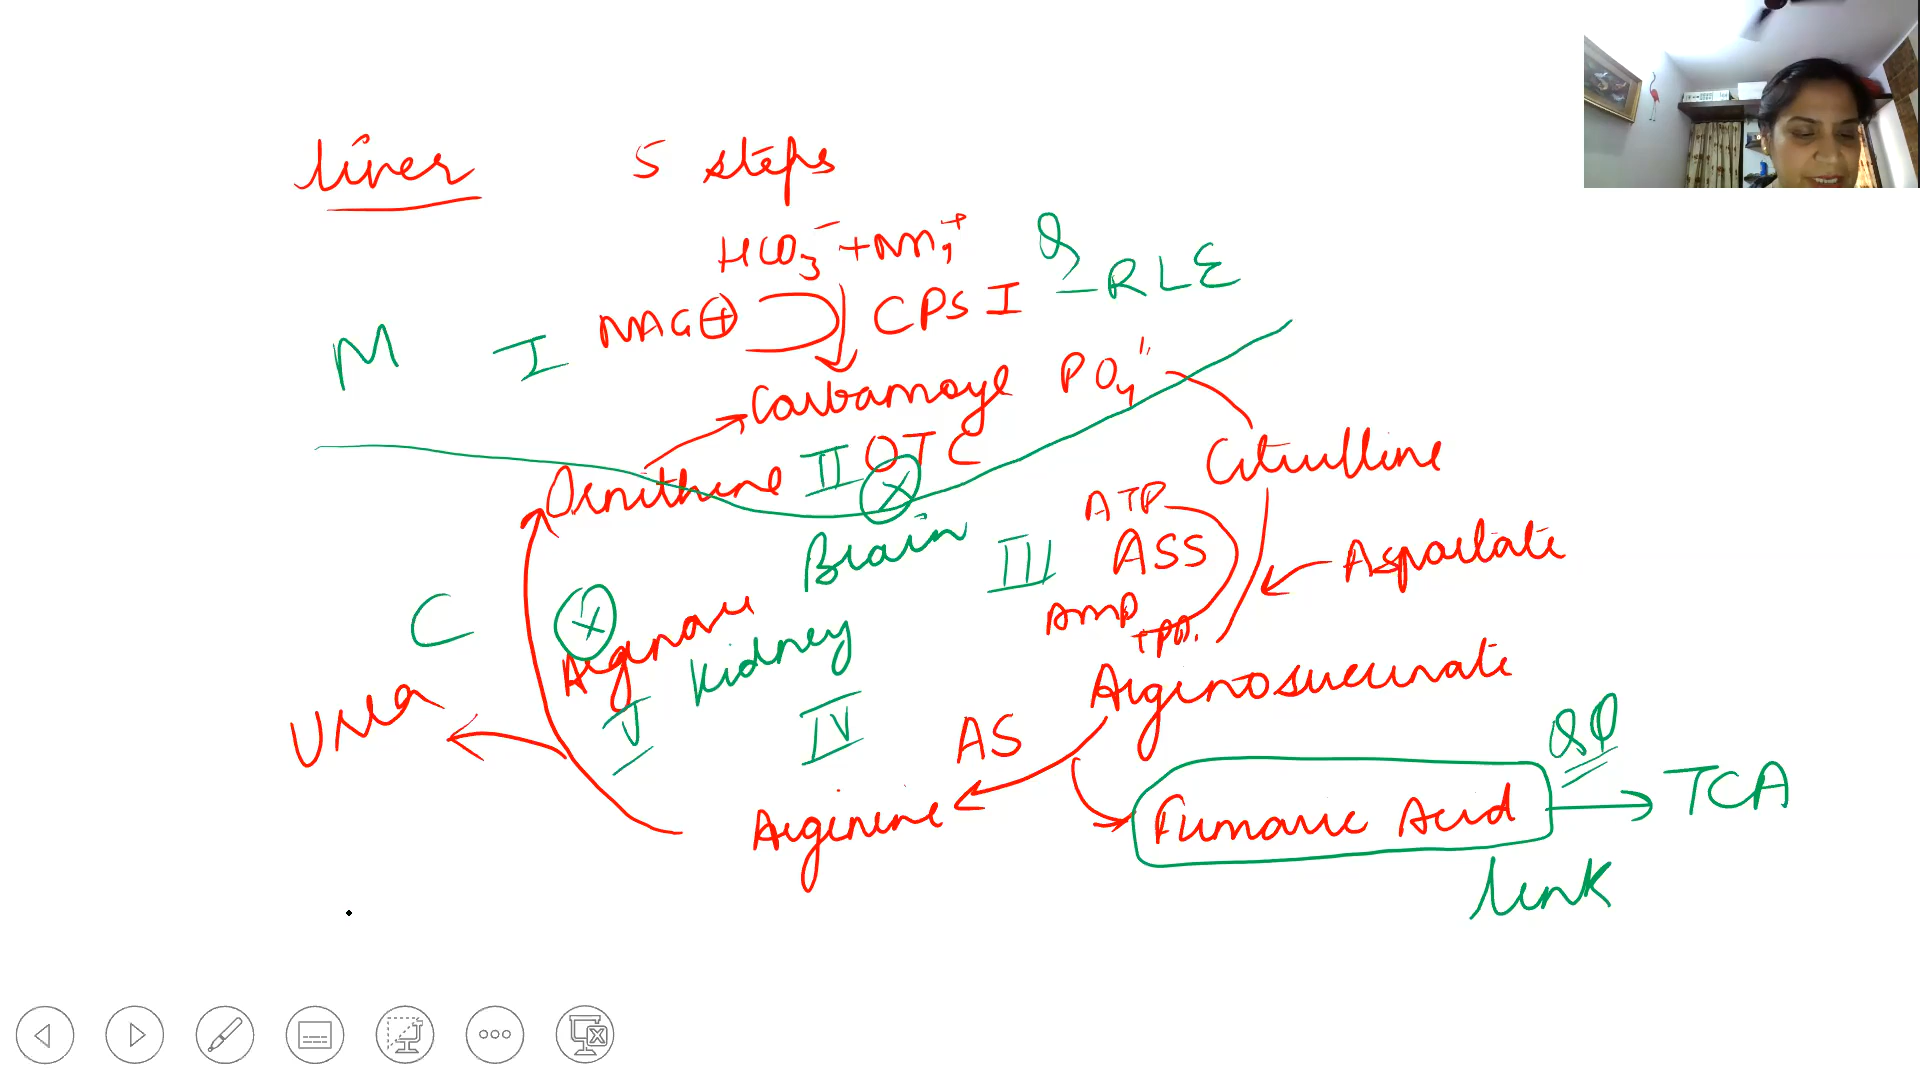 liver 5 steps
HCO3- + NH4+
NAG + CPS I RLE
M I
Carbamoyl PO4"
Ornithine II OTC X Citrulline
Brain ATP
III ASS Aspartate
C X AMP
Arginase Kidney +PPi
Urea V IV Arginosuccinate
AS
Arginine Fumaric Acid TCA
link